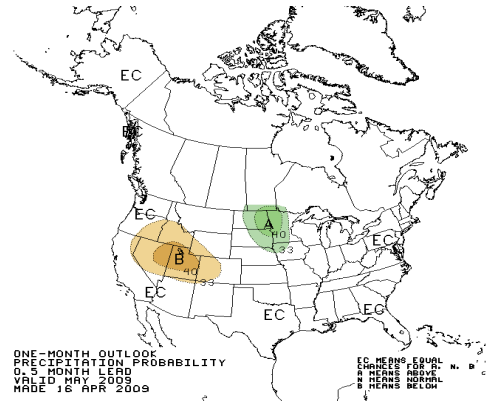 EC
EC
EC
A
40
EC
33
B
40
33
EC
EC
EC
ONE-MONTH OUTLOOK
PRECIPITATION PROBABILITY
0.5 MONTH LEAD
VALID MAY 2009
MADE 16 APR 2009
EC MEANS EQUAL
CHANCES FOR A, N, B
A MEANS ABOVE
N MEANS NORMAL
B MEANS BELOW